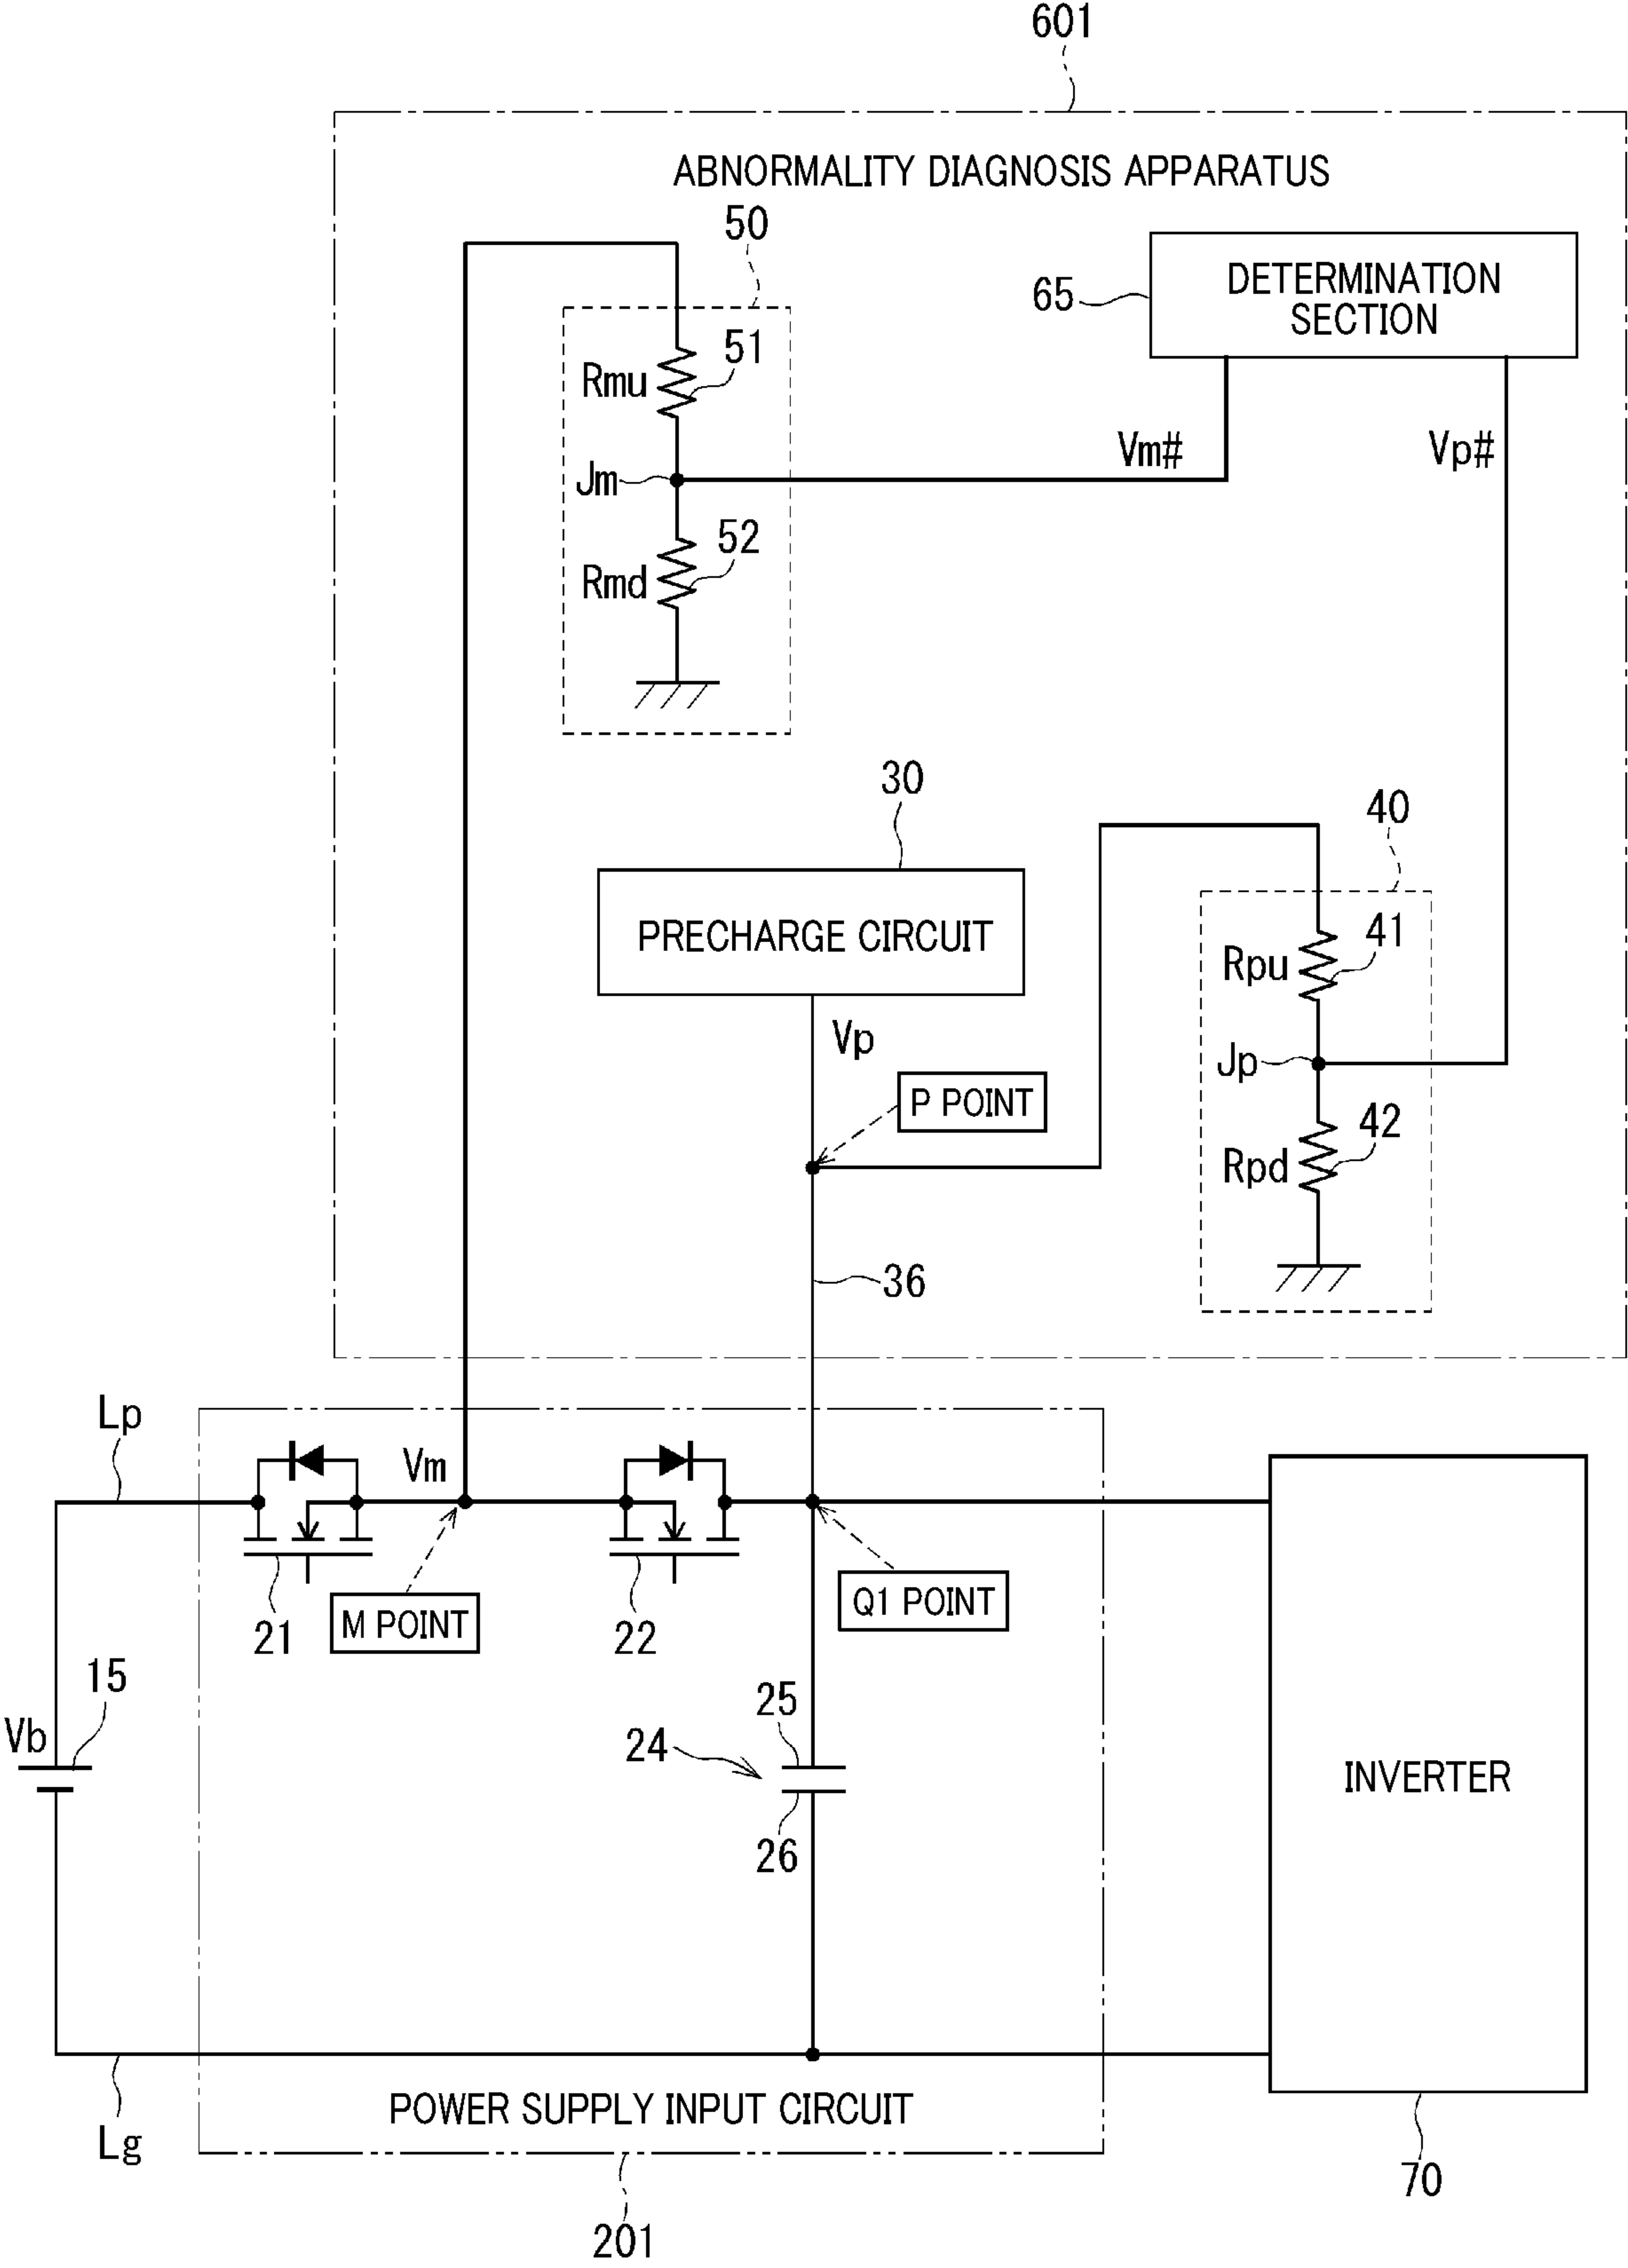 601
ABNORMALITY DIAGNOSIS APPARATUS
50
65
DETERMINATION
SECTION
51
Rmu
Vm#
Vp#
Jm
52
Rmd
30
40
PRECHARGE CIRCUIT
41
Rpu
Vp
Jp
P POINT
42
Rpd
36
Lp
Vm
21
M POINT
22
Q1 POINT
15
Vb
25
24
26
INVERTER
POWER SUPPLY INPUT CIRCUIT
Lg
70
201